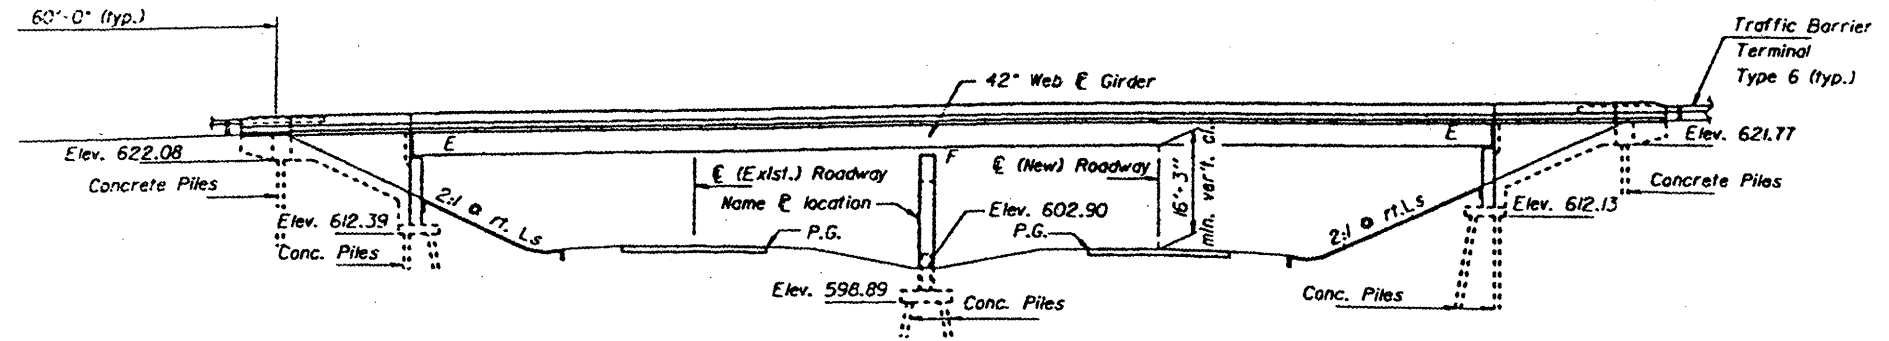 60'-0" (typ.)
Traffic Barrier
Terminal
Type 6 (typ.)
42" Web ⅊ Girder
Elev. 622.08
E
E
Elev. 621.77
F
Concrete Piles
℄ (Exist.) Roadway
℄ (New) Roadway
16'-3"
min. ver't. cl.
Concrete Piles
Name ⅊ location
Elev. 612.39
2:1 @ rt. Ls
Elev. 602.90
P.G.
P.G.
2:1 @ rt.Ls
Elev. 612.13
Conc. Piles
Elev. 598.89
Conc. Piles
Conc. Piles